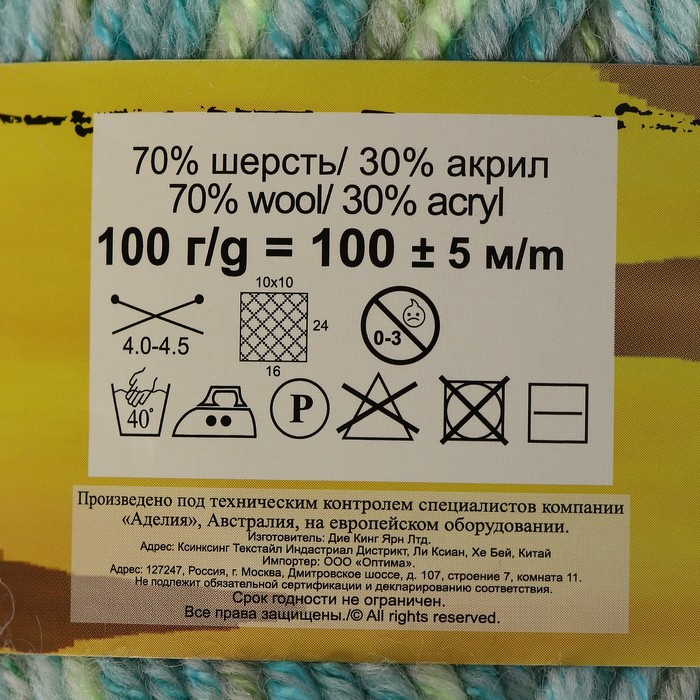 70% шерсть/ 30% акрил
70% wool/ 30% acryl
100 г/g = 100 ± 5 м/m
10x10
24
16
4.0-4.5
0-3
40°
P
Произведено под техническим контролем специалистов компании
«Аделия», Австралия, на европейском оборудовании.
Изготовитель: Дие Кинг Ярн Лтд.
Адрес: Ксинксинг Текстайл Индастриал Дистрикт, Ли Ксиан, Хе Бей, Китай
Импортер: ООО «Оптима».
Адрес: 127247, Россия, г. Москва, Дмитровское шоссе, д. 107, строение 7, комната 11.
Не подлежит обязательной сертификации и декларированию соответствия.
Срок годности не ограничен.
Все права защищены./© All rights reserved.